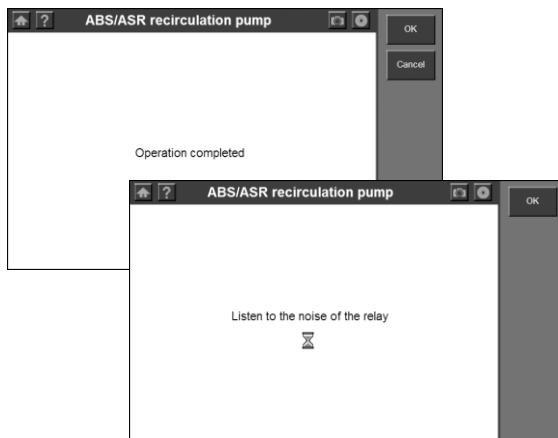 ? ABS/ASR recirculation pump
OK
Cancel
Operation completed
? ABS/ASR recirculation pump
OK
Listen to the noise of the relay